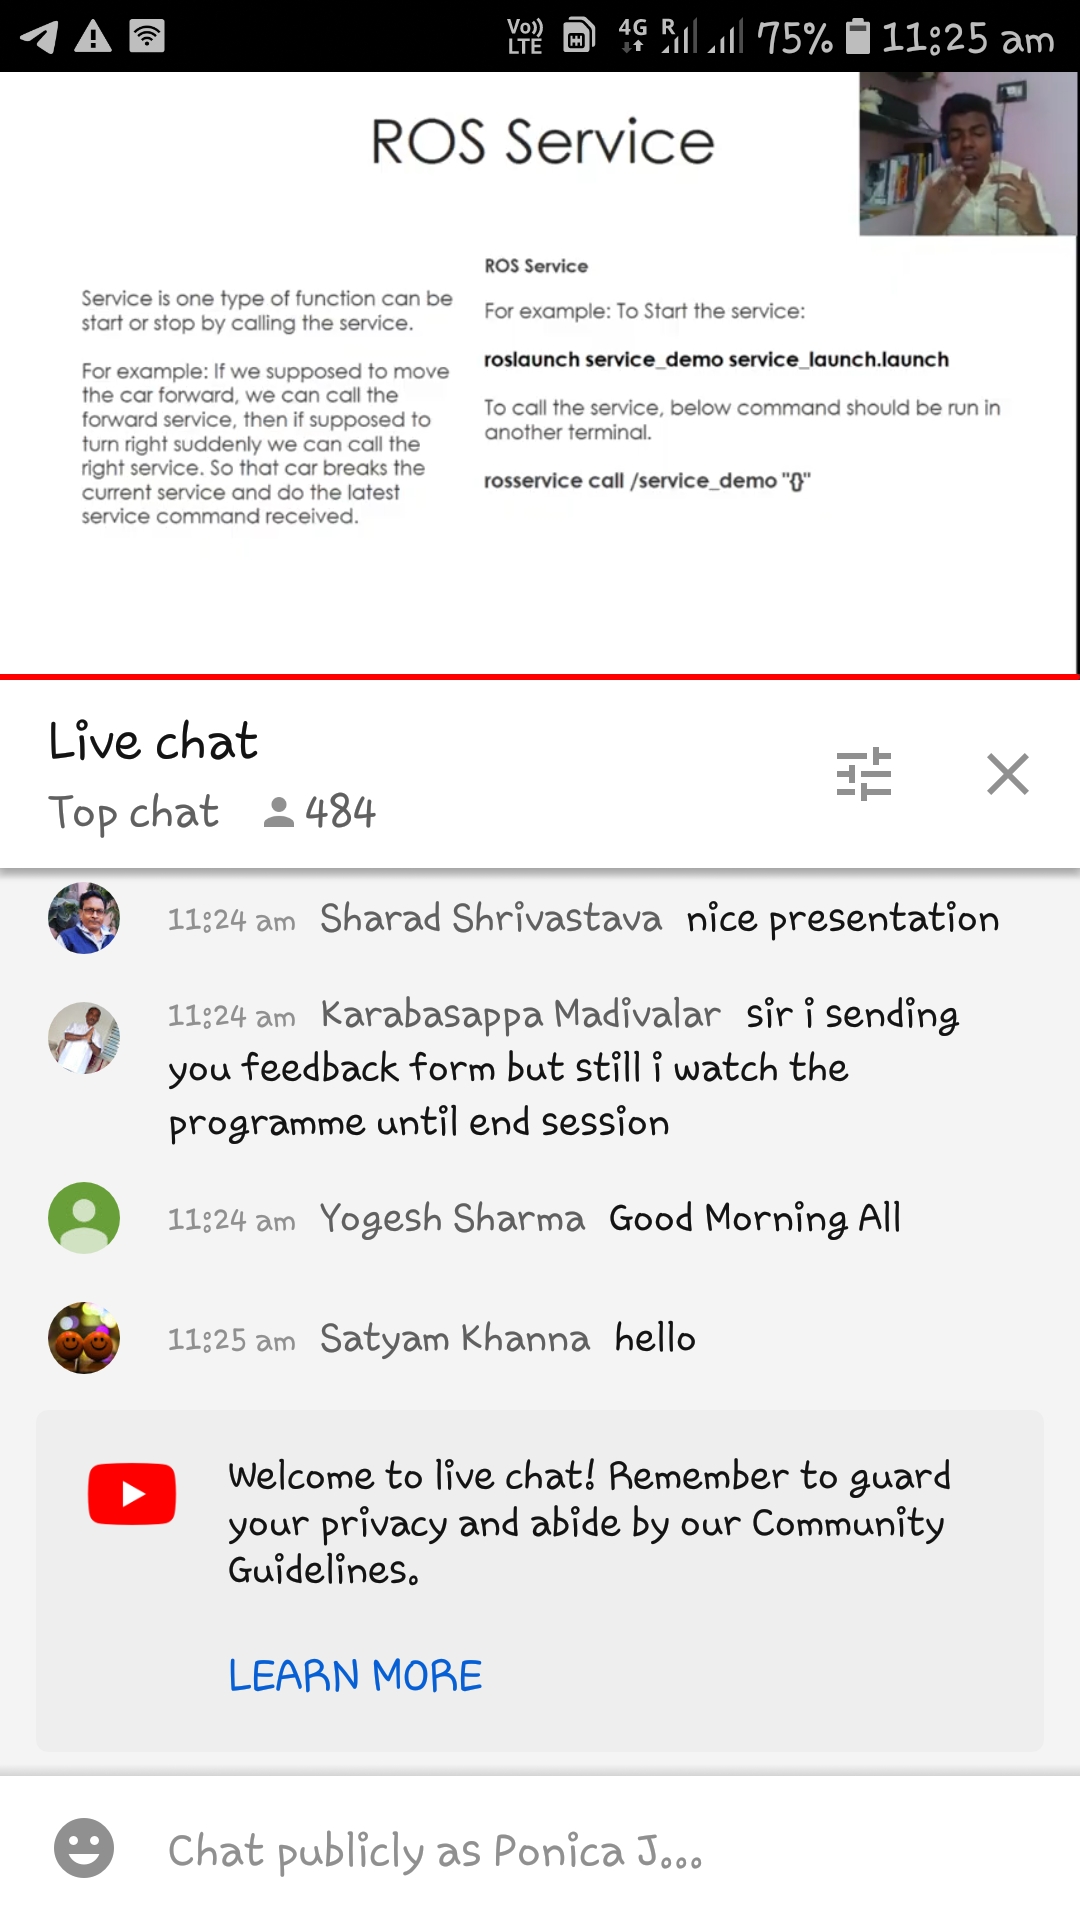 Vo)) LTE 4G R 75% 11:25 am
ROS Service
Service is one type of function can be
start or stop by calling the service.
For example: If we supposed to move
the car forward, we can call the
forward service, then if supposed to
turn right suddenly we can call the
right service. So that car breaks the
current service and do the latest
service command received.
ROS Service
For example: To Start the service:
roslaunch service_demo service_launch.launch
To call the service, below command should be run in
another terminal.
rosservice call /service_demo "{}"
Live chat
Top chat 484
11:24 am Sharad Shrivastava nice presentation
11:24 am Karabasappa Madivalar sir i sending
you feedback form but still i watch the
programme until end session
11:24 am Yogesh Sharma Good Morning All
11:25 am Satyam Khanna hello
Welcome to live chat! Remember to guard
your privacy and abide by our Community
Guidelines.
LEARN MORE
Chat publicly as Ponica J...